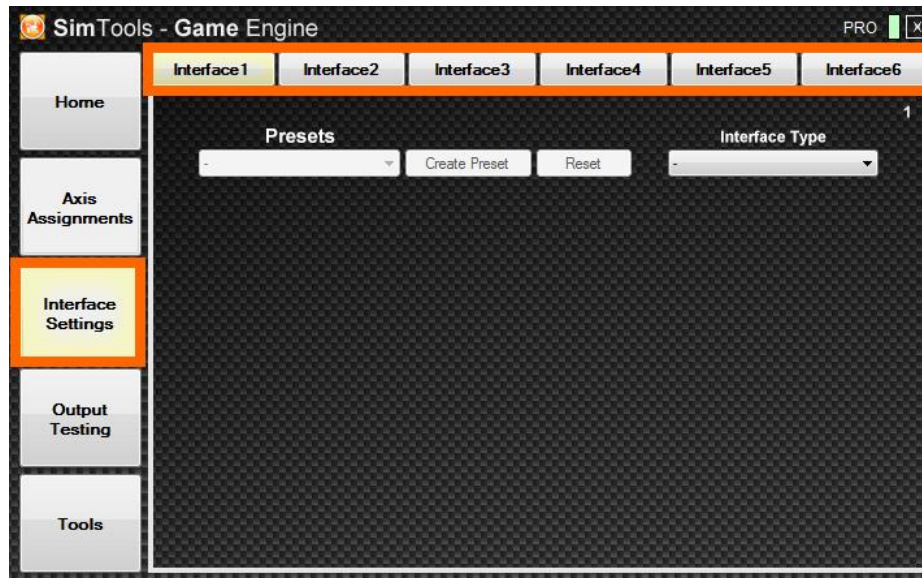 SimTools - Game Engine
PRO
X
Interface1
Interface2
Interface3
Interface4
Interface5
Interface6
Home
Axis
Assignments
Interface
Settings
Output
Testing
Tools
1
Presets
Interface Type
-
Create Preset
Reset
-